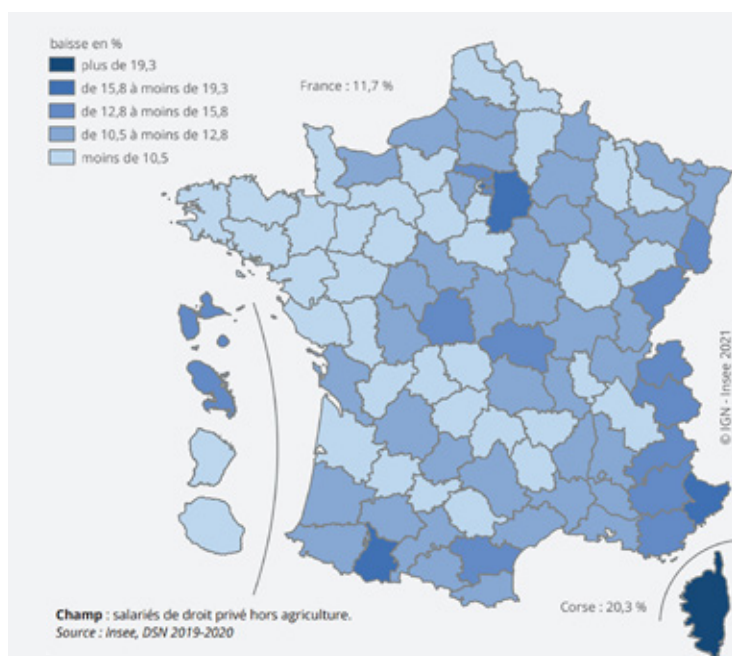 baisse en %
plus de 19,3
de 15,8 à moins de 19,3
de 12,8 à moins de 15,8
de 10,5 à moins de 12,8
moins de 10,5
France : 11,7 %
© IGN - Insee 2021
Corse : 20,3 %
Champ : salariés de droit privé hors agriculture.
Source : Insee, DSN 2019-2020